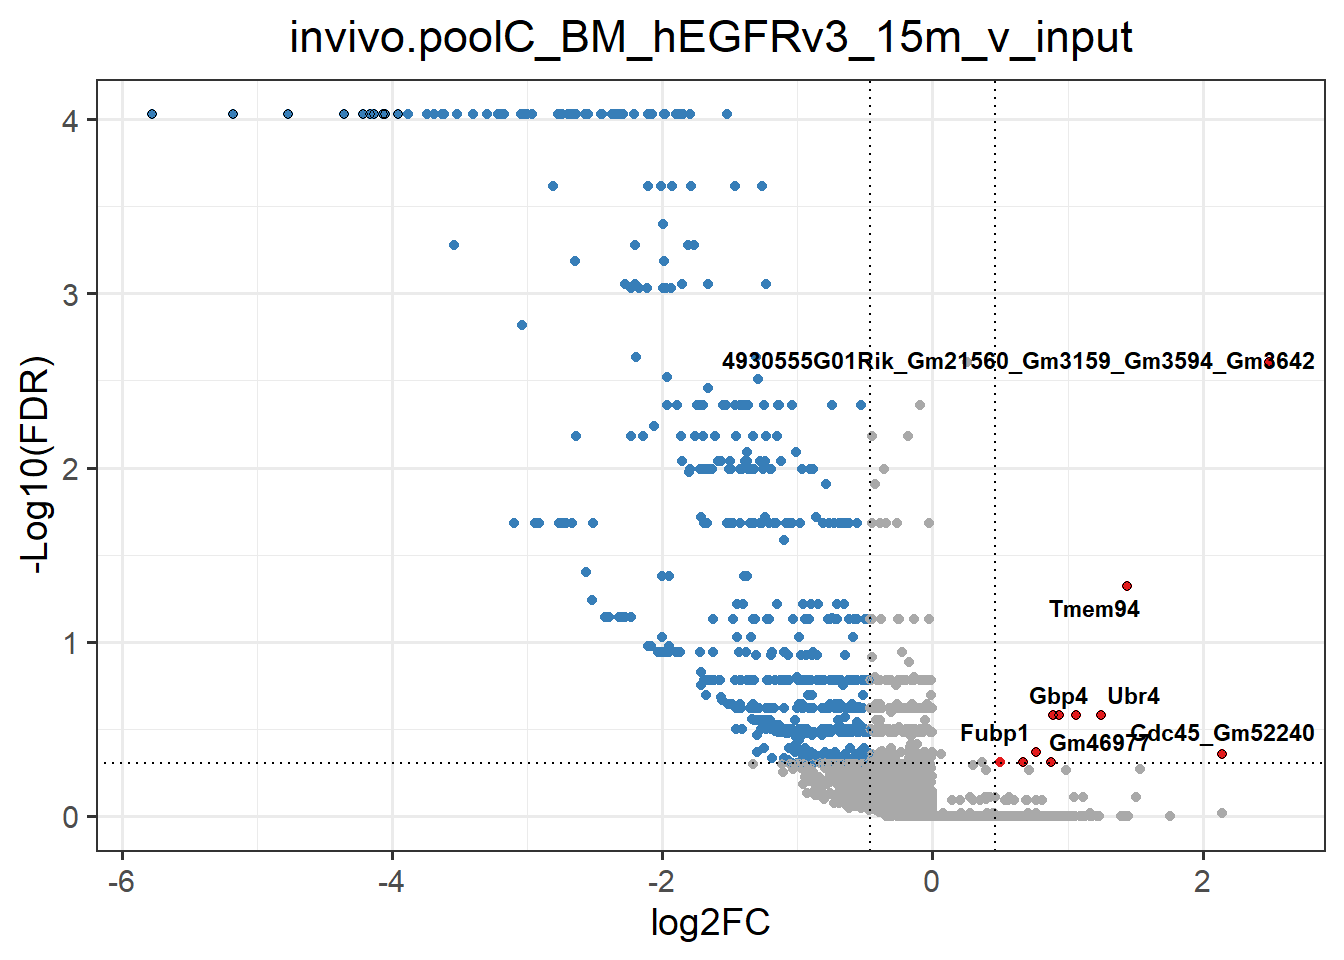 invivo.poolC_BM_hEGFRv3_15m_v_input
-Log10(FDR)
4
3
2
1
0
4930555G01Rik_Gm21560_Gm3159_Gm3594_Gm3642
Tmem94
Gbp4
Ubr4
Fubp1
Gm46977
Cdc45_Gm52240
-6
-4
-2
0
2
log2FC